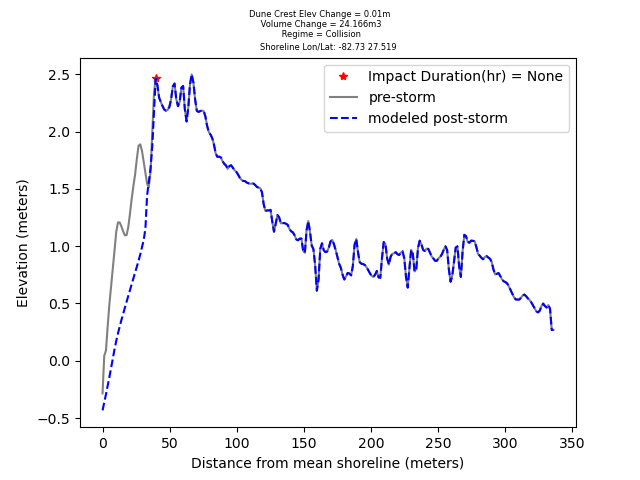 Dune Crest Elev Change = 0.01m
Volume Change = 24.166m3
Regime = Collision
Shoreline Lon/Lat: -82.73 27.519
Impact Duration(hr) = None
pre-storm
modeled post-storm
2.5
2.0
1.5
1.0
0.5
0.0
−0.5
Elevation (meters)
0 50 100 150 200 250 300 350
Distance from mean shoreline (meters)